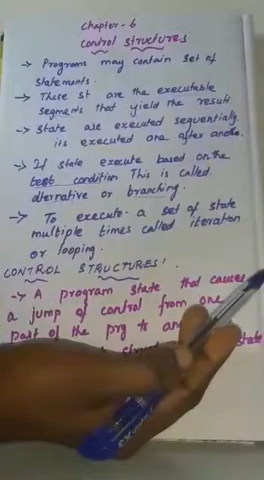 Chapter-6
Control Structures
→ Programs may contain set of
statements.
→ These st are the executable
segments that yield the result
→ State are executed sequentially
its executed one after another.
→ If state execute based on the
test condition This is called
alternative or branching.
→ To execute a set of state
multiple times called iteration
or looping.
CONTROL STRUCTURES!
→ A program state that causes
a jump of control from one
part of the prg to
state